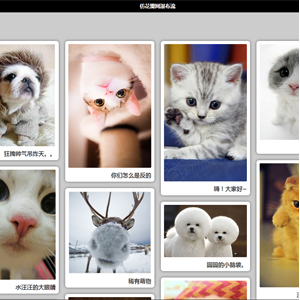 仿花瓣网瀑布流
狂拽帅气吊炸天。。
你们怎么是反的
嗨！大家好~
水汪汪的大眼睛
稀有萌物
圆圆的小脑袋。